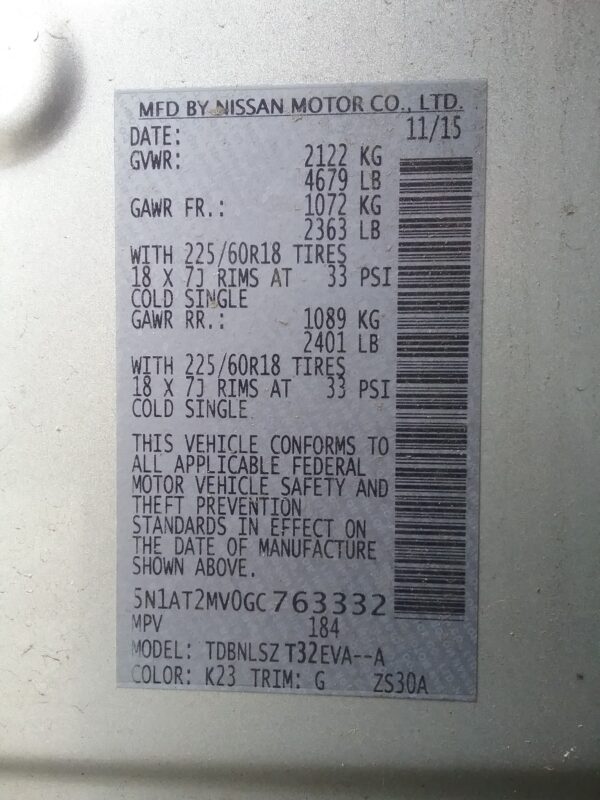 MFD BY NISSAN MOTOR CO., LTD.
DATE: 11/15
GVWR: 2122 KG
4679 LB
GAWR FR.: 1072 KG
2363 LB
WITH 225/60R18 TIRES
18 X 7J RIMS AT 33 PSI
COLD SINGLE
GAWR RR.: 1089 KG
2401 LB
WITH 225/60R18 TIRES
18 X 7J RIMS AT 33 PSI
COLD SINGLE
THIS VEHICLE CONFORMS TO
ALL APPLICABLE FEDERAL
MOTOR VEHICLE SAFETY AND
THEFT PREVENTION
STANDARDS IN EFFECT ON
THE DATE OF MANUFACTURE
SHOWN ABOVE.
5N1AT2MV0GC763332
MPV 184
MODEL: TDBNLSZ T32EVA--A
COLOR: K23 TRIM: G ZS30A